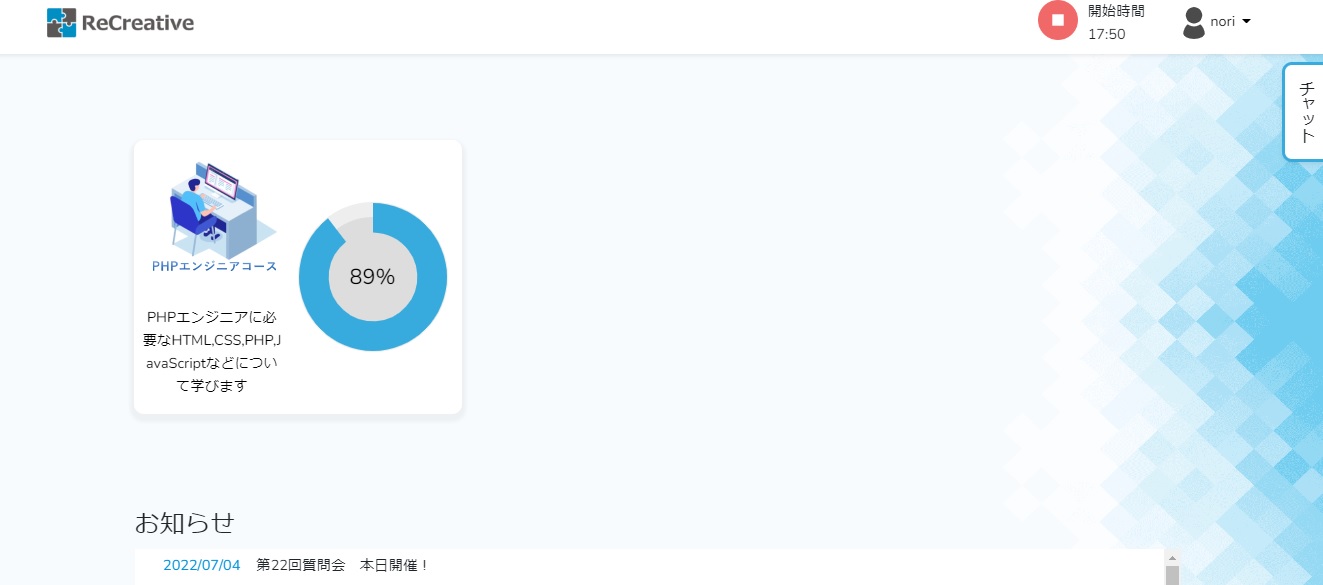 ReCreative
開始時間
17:50
nori
チャット
PHPエンジニアコース
89%
PHPエンジニアに必
要なHTML,CSS,PHP,J
avaScriptなどについ
て学びます
お知らせ
2022/07/04 第22回質問会　本日開催！